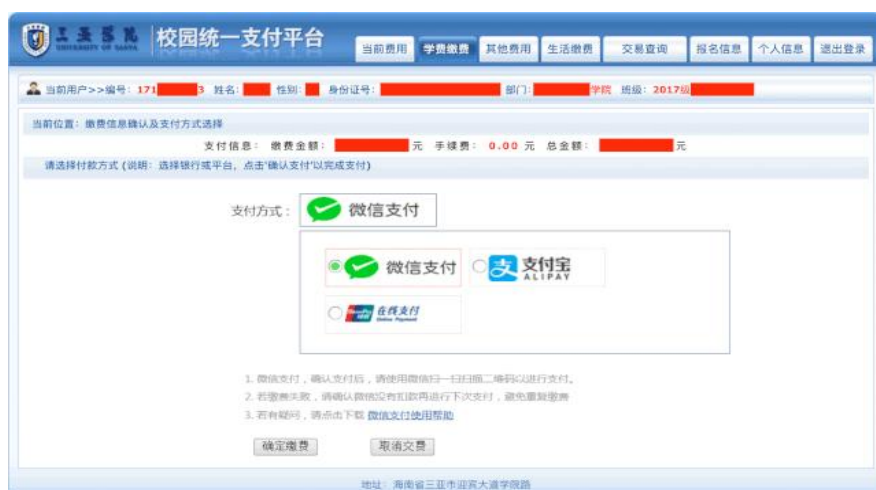 三亚学院 校园统一支付平台
UNIVERSITY OF SANYA
当前费用 学费缴费 其他费用 生活缴费 交易查询 报名信息 个人信息 退出登录
当前用户>>编号: 171 3 姓名: 性别: 身份证号: 部门: 学院 班级: 2017级
当前位置: 缴费信息确认及支付方式选择
支付信息: 缴费金额: 元 手续费: 0.00 元 总金额: 元
请选择付款方式(说明: 选择银行或平台, 点击'确认支付'以完成支付)
支付方式: 微信支付
微信支付 支付宝
ALIPAY
UnionPay 银联 在线支付
Online Payment
1. 微信支付,确认支付后,请使用微信扫一扫扫描二维码以进行支付。
2. 若缴费失败,请确认微信没有扣款再进行下次支付,避免重复缴费
3. 若有疑问,请点击下载 微信支付使用帮助
确定缴费 取消交费
地址: 海南省三亚市迎宾大道学院路